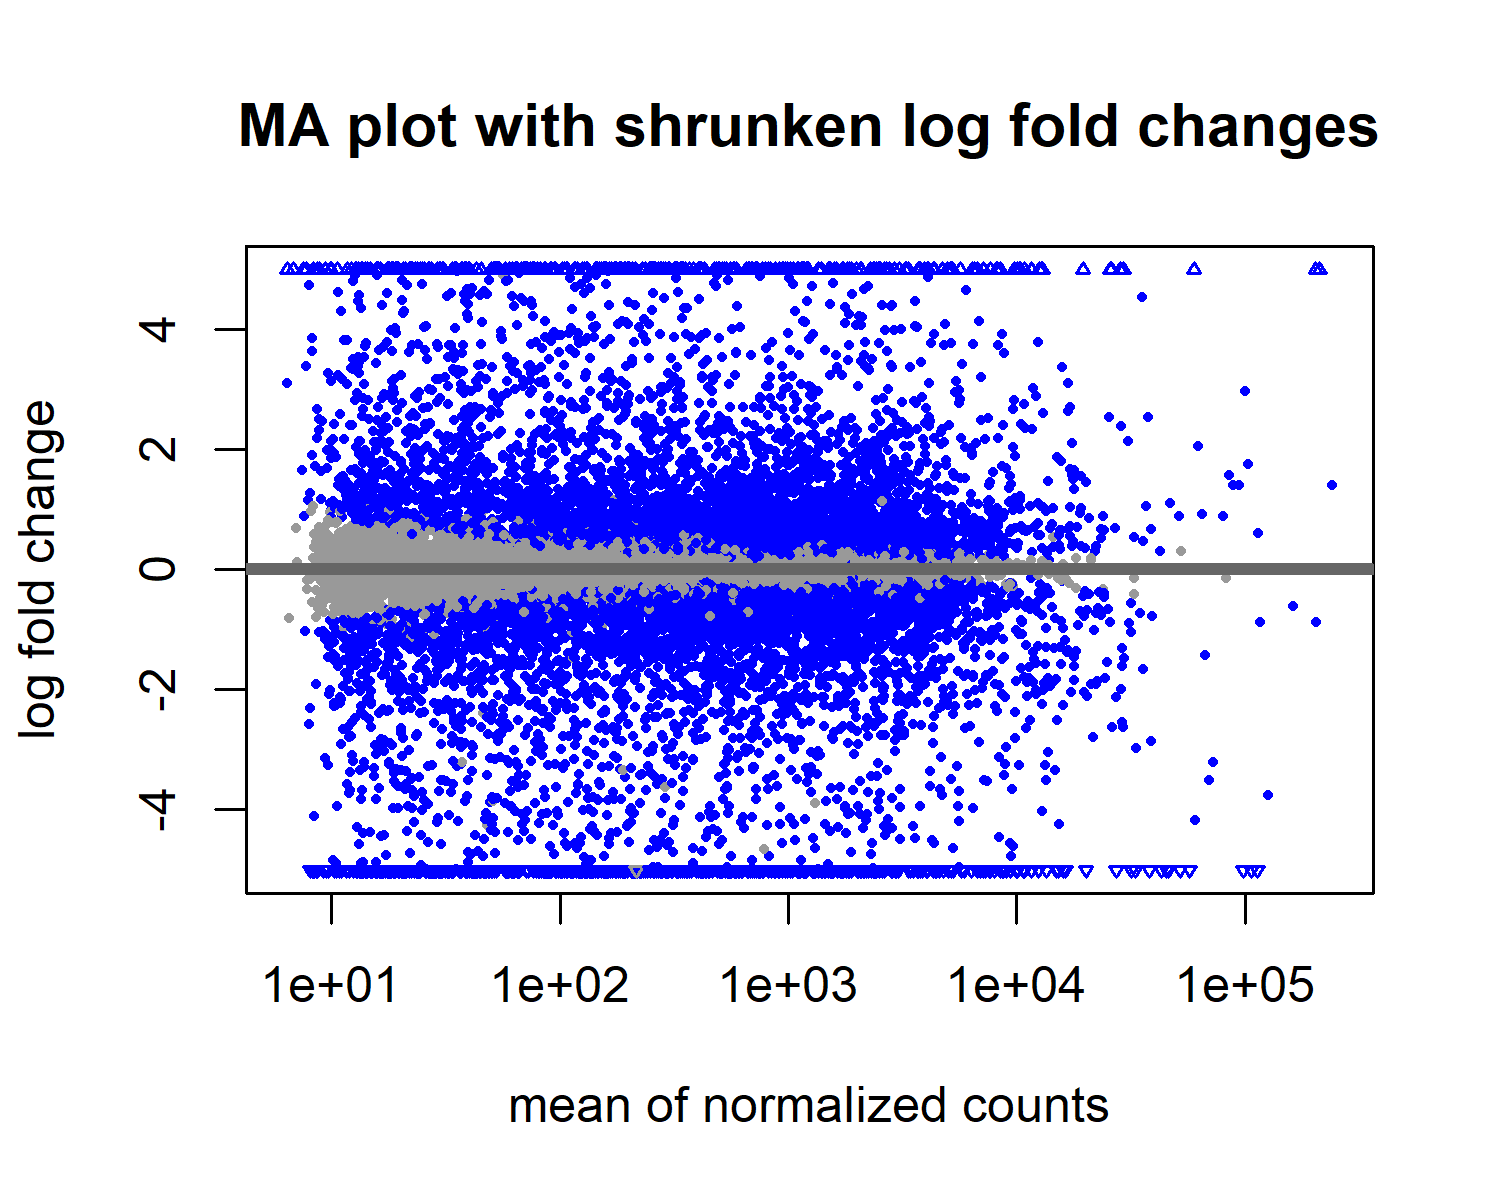 MA plot with shrunken log fold changes
log fold change
4
2
0
-2
-4
1e+01 1e+02 1e+03 1e+04 1e+05
mean of normalized counts